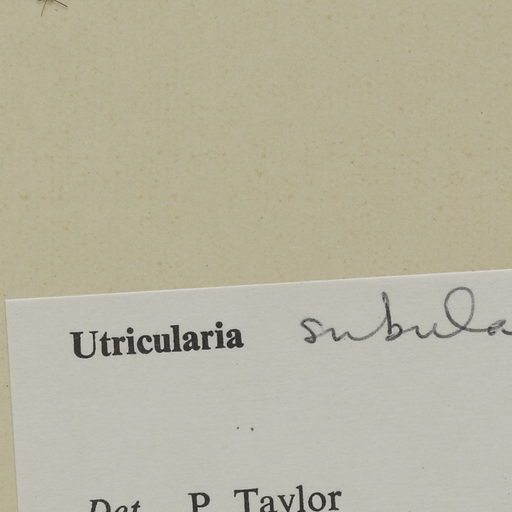 Utricularia subula
Det. P. Taylor